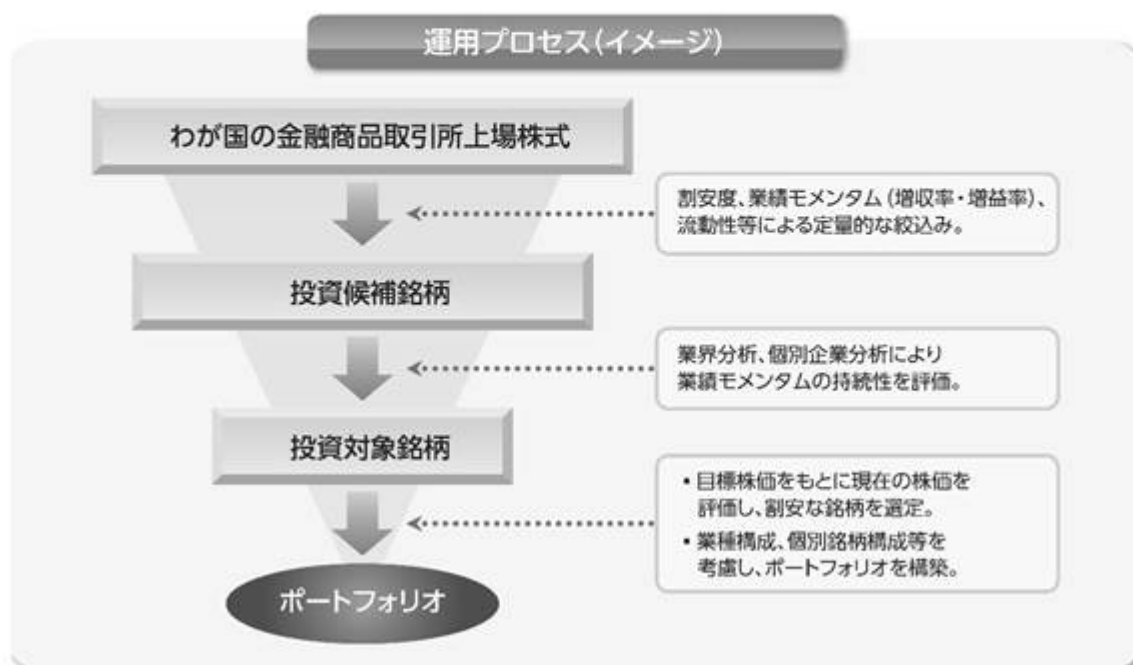 運用プロセス(イメージ)
わが国の金融商品取引所上場株式
割安度、業績モメンタム(増収率・増益率)、
流動性等による定量的な絞込み。
投資候補銘柄
業界分析、個別企業分析により
業績モメンタムの持続性を評価。
投資対象銘柄
・目標株価をもとに現在の株価を
評価し、割安な銘柄を選定。
・業種構成、個別銘柄構成等を
考慮し、ポートフォリオを構築。
ポートフォリオ